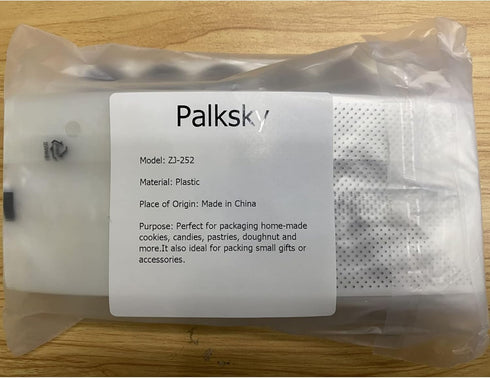 Palksky
Model: ZJ-252
Material: Plastic
Place of Origin: Made in China
Purpose: Perfect for packaging home-made
cookies, candies, pastries, doughnut and
more.It also ideal for packing small gifts or
accessories.